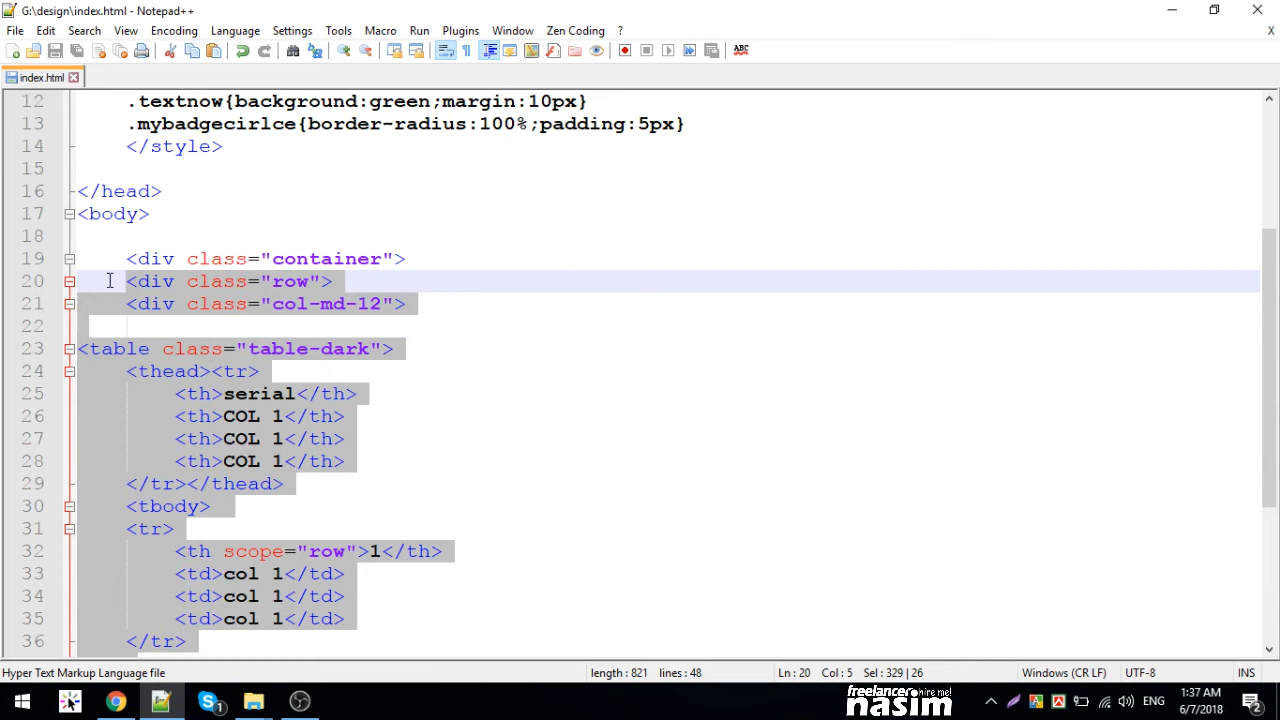 G:\design\index.html - Notepad++
File Edit Search View Encoding Language Settings Tools Macro Run Plugins Window Zen Coding ?
X
ABC
index.html
12 .textnow{background:green;margin:10px}
13 .mybadgecirlce{border-radius:100%;padding:5px}
14 </style>
15
16 </head>
17 <body>
18
19 <div class="container">
20 <div class="row">
21 <div class="col-md-12">
22
23 <table class="table-dark">
24 <thead><tr>
25 <th>serial</th>
26 <th>COL 1</th>
27 <th>COL 1</th>
28 <th>COL 1</th>
29 </tr></thead>
30 <tbody>
31 <tr>
32 <th scope="row">1</th>
33 <td>col 1</td>
34 <td>col 1</td>
35 <td>col 1</td>
36 </tr>
Hyper Text Markup Language file length : 821 lines : 48 Ln : 20 Col : 5 Sel : 329 | 26 Windows (CR LF) UTF-8 INS
freelancer hire me!
nasim
ENG
1:37 AM
6/7/2018
1
2